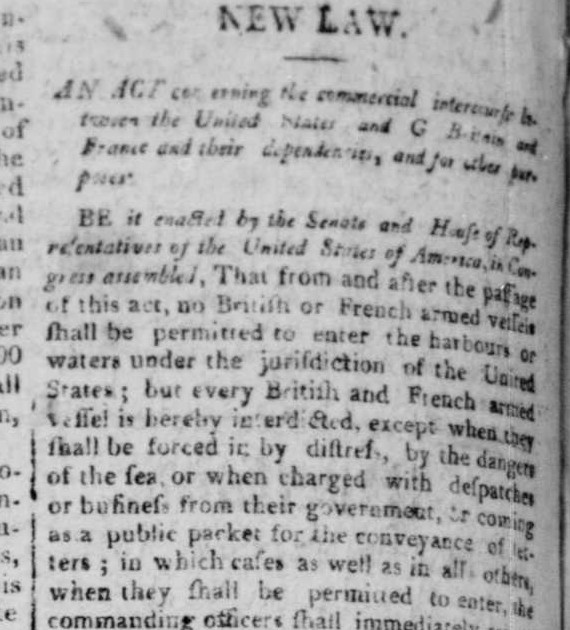 NEW LAW.
AN ACT concerning the commercial intercourse be-
tween the United States and G Britain and
France and their dependencies, and for other pur-
poses.
BE it enacted by the Senate and House of Rep-
reſentatives of the United States of America, in Con-
greſs aſſembled, That from and after the paſſage
of this act, no Britiſh or French armed veſſels
ſhall be permitted to enter the harbours or
waters under the juriſdiction of the United
States; but every Britiſh and French armed
veſſel is hereby interdicted, except when they
ſhall be forced in by diſtreſs, by the dangers
of the ſea, or when charged with deſpatches
or buſineſs from their government, or coming
as a public packet for the conveyance of let-
ters; in which caſes as well as in all others,
when they ſhall be permitted to enter, the
commanding officers ſhall immediately